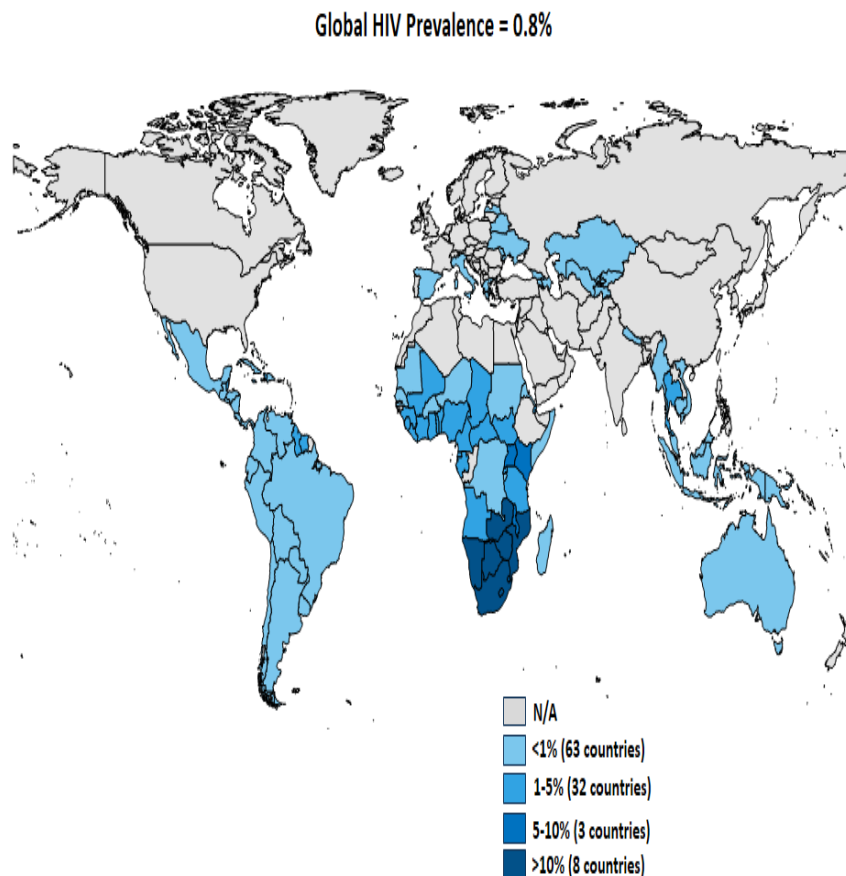 Global HIV Prevalence = 0.8%
N/A
<1% (63 countries)
1-5% (32 countries)
5-10% (3 countries)
>10% (8 countries)